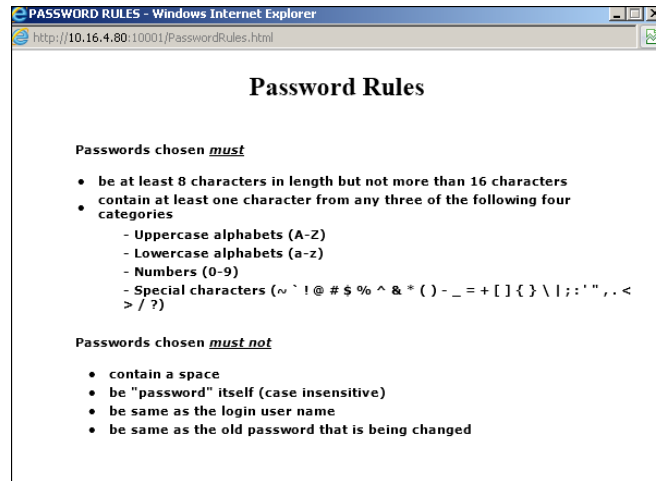 PASSWORD RULES - Windows Internet Explorer
http://10.16.4.80:10001/PasswordRules.html
Password Rules
Passwords chosen must
• be at least 8 characters in length but not more than 16 characters
• contain at least one character from any three of the following four
categories
- Uppercase alphabets (A-Z)
- Lowercase alphabets (a-z)
- Numbers (0-9)
- Special characters (~ ` ! @ # $ % ^ & * ( ) - _ = + [ ] { } \ | ; : ' " , . <
> / ?)
Passwords chosen must not
• contain a space
• be "password" itself (case insensitive)
• be same as the login user name
• be same as the old password that is being changed